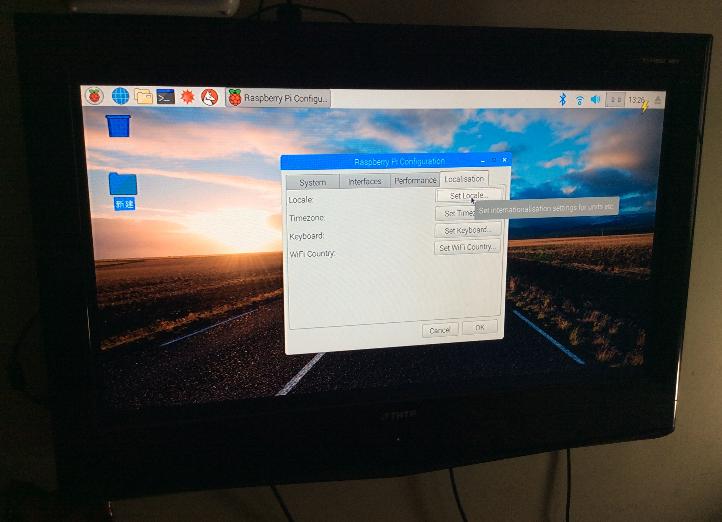 Raspberry Pi Configu...
13:26
新建
Raspberry Pi Configuration
System
Interfaces
Performance
Localisation
Locale:
Set Locale...
Set internationalisation settings for units etc.
Timezone:
Set Timez
Keyboard:
Set Keyboard...
WiFi Country:
Set WiFi Country...
Cancel
OK